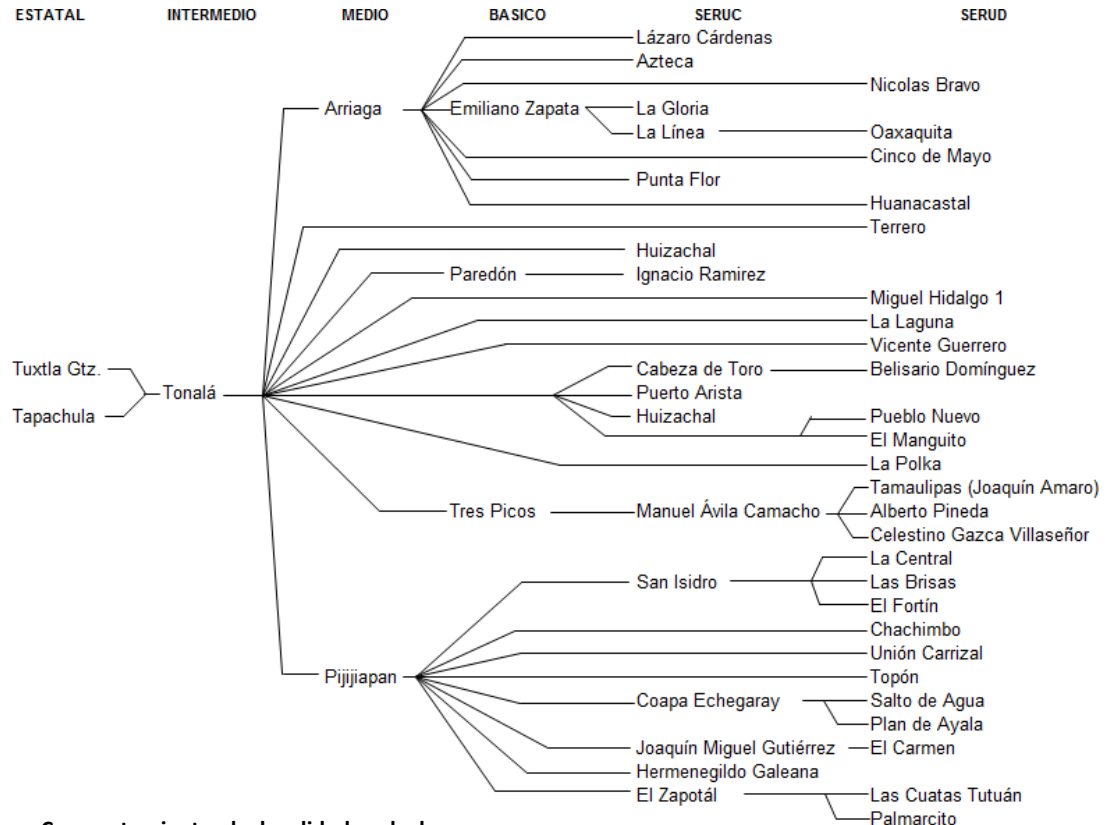 ESTATAL INTERMEDIO MEDIO BASICO SERUC SERUD
Lázaro Cárdenas
Azteca
Nicolas Bravo
Arriaga Emiliano Zapata La Gloria
La Línea Oaxaquita
Cinco de Mayo
Punta Flor
Huanacastal
Terrero
Huizachal
Paredón Ignacio Ramirez
Miguel Hidalgo 1
La Laguna
Vicente Guerrero
Tuxtla Gtz. Cabeza de Toro Belisario Domínguez
Tonalá Puerto Arista
Tapachula Huizachal Pueblo Nuevo
El Manguito
La Polka
Tamaulipas (Joaquín Amaro)
Tres Picos Manuel Ávila Camacho Alberto Pineda
Celestino Gazca Villaseñor
La Central
San Isidro Las Brisas
El Fortín
Chachimbo
Unión Carrizal
Pijijiapan Topón
Coapa Echegaray Salto de Agua
Plan de Ayala
Joaquín Miguel Gutiérrez El Carmen
Hermenegildo Galeana
El Zapotál Las Cuatas Tutuán
Palmarcito